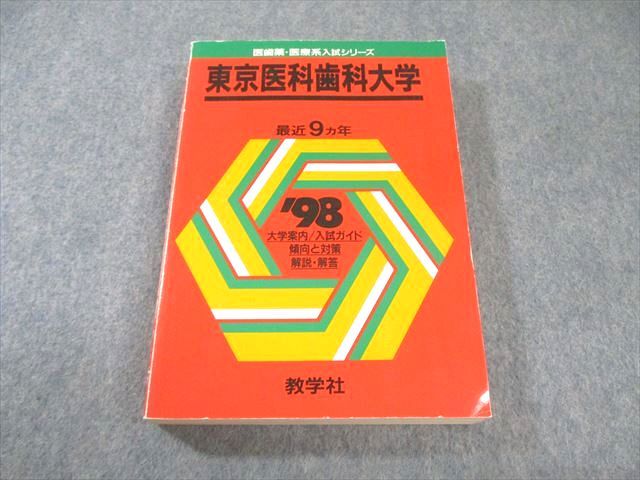 医歯薬・医療系入試シリーズ
東京医科歯科大学
最近9ヵ年
'98
大学案内/入試ガイド
傾向と対策
解説・解答
教学社